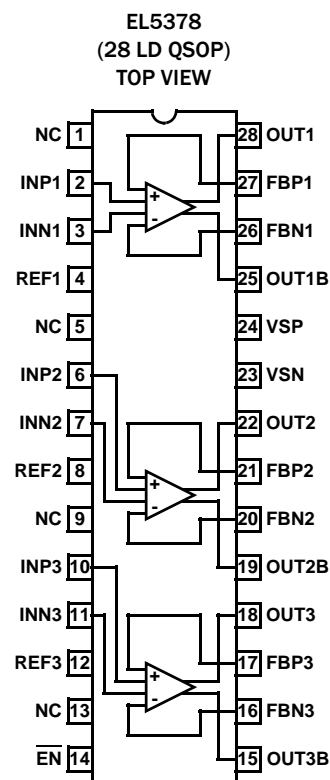 EL5378
(28 LD QSOP)
TOP VIEW
NC 1
28 OUT1
INP1 2
27 FBP1
INN1 3
26 FBN1
REF1 4
25 OUT1B
NC 5
24 VSP
INP2 6
23 VSN
INN2 7
22 OUT2
REF2 8
21 FBP2
NC 9
20 FBN2
INP3 10
19 OUT2B
INN3 11
18 OUT3
REF3 12
17 FBP3
NC 13
16 FBN3
EN 14
15 OUT3B
+
-
+
-
+
-